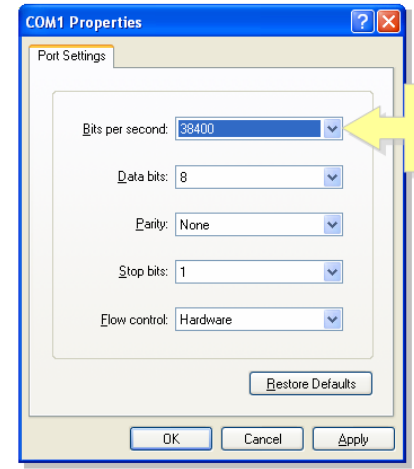 COM1 Properties
Port Settings
Bits per second: 38400
Data bits: 8
Parity: None
Stop bits: 1
Flow control: Hardware
Restore Defaults
OK Cancel Apply